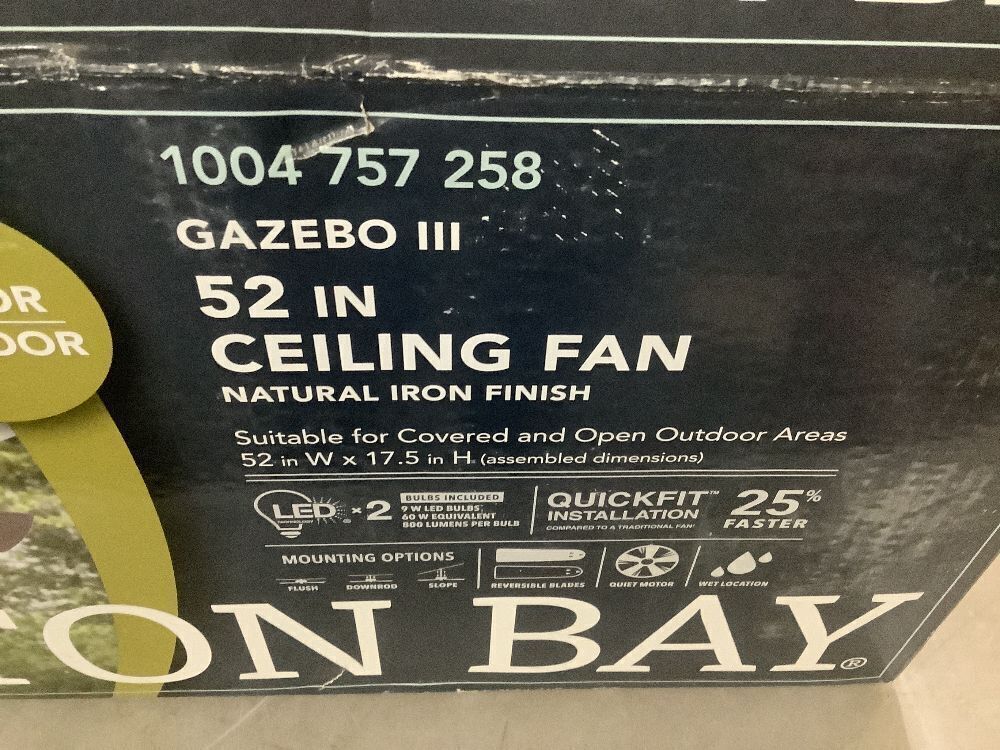 1004 757 258
GAZEBO III
52 IN
CEILING FAN
NATURAL IRON FINISH
OR
OOR
Suitable for Covered and Open Outdoor Areas
52 in W x 17.5 in H (assembled dimensions)
LED
TECHNOLOGY
×2
BULBS INCLUDED
9 W LED BULBS,
60 W EQUIVALENT
800 LUMENS PER BULB
QUICKFIT™
INSTALLATION
COMPARED TO A TRADITIONAL FAN
25%
FASTER
MOUNTING OPTIONS
FLUSH
DOWNROD
SLOPE
REVERSIBLE BLADES
QUIET MOTOR
WET LOCATION
TON BAY®